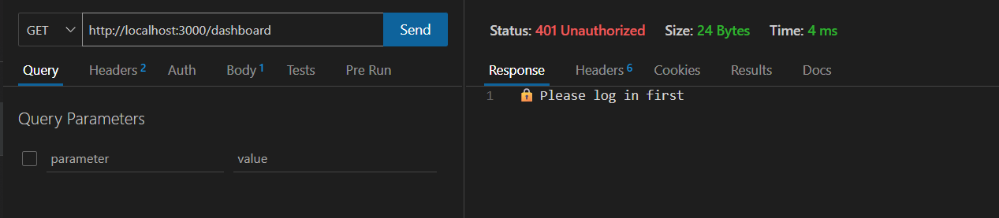 GET http://localhost:3000/dashboard Send
Query Headers 2 Auth Body 1 Tests Pre Run
Query Parameters
parameter value
Status: 401 Unauthorized Size: 24 Bytes Time: 4 ms
Response Headers 6 Cookies Results Docs
1 🔒 Please log in first